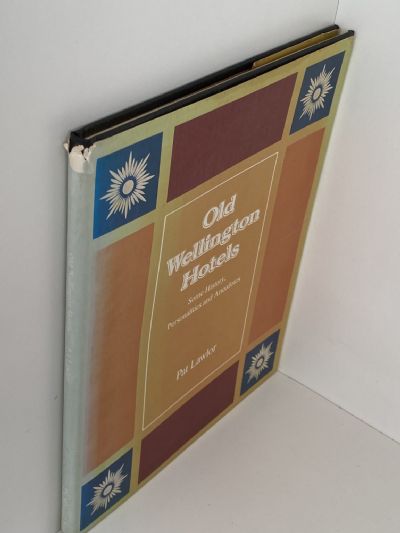 Old
Wellington
Hotels
Some History,
Personalities and Anecdotes
Pat Lawlor